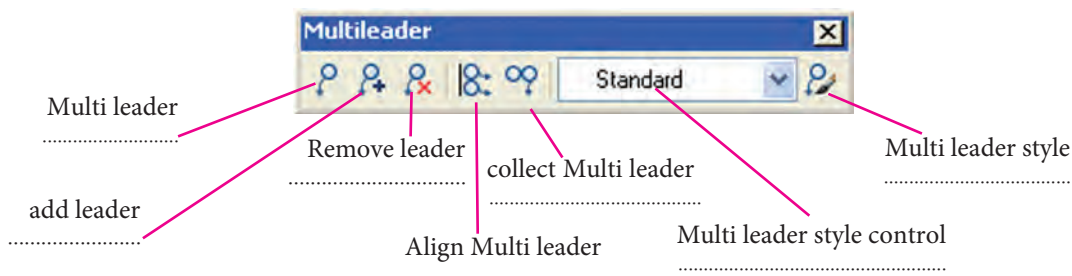 Multileader
Standard
Multi leader
....................................
Remove leader
..............................................
collect Multi leader
................................................
Multi leader style
................................................
add leader
...................................
Align Multi leader
Multi leader style control
.....................................................................